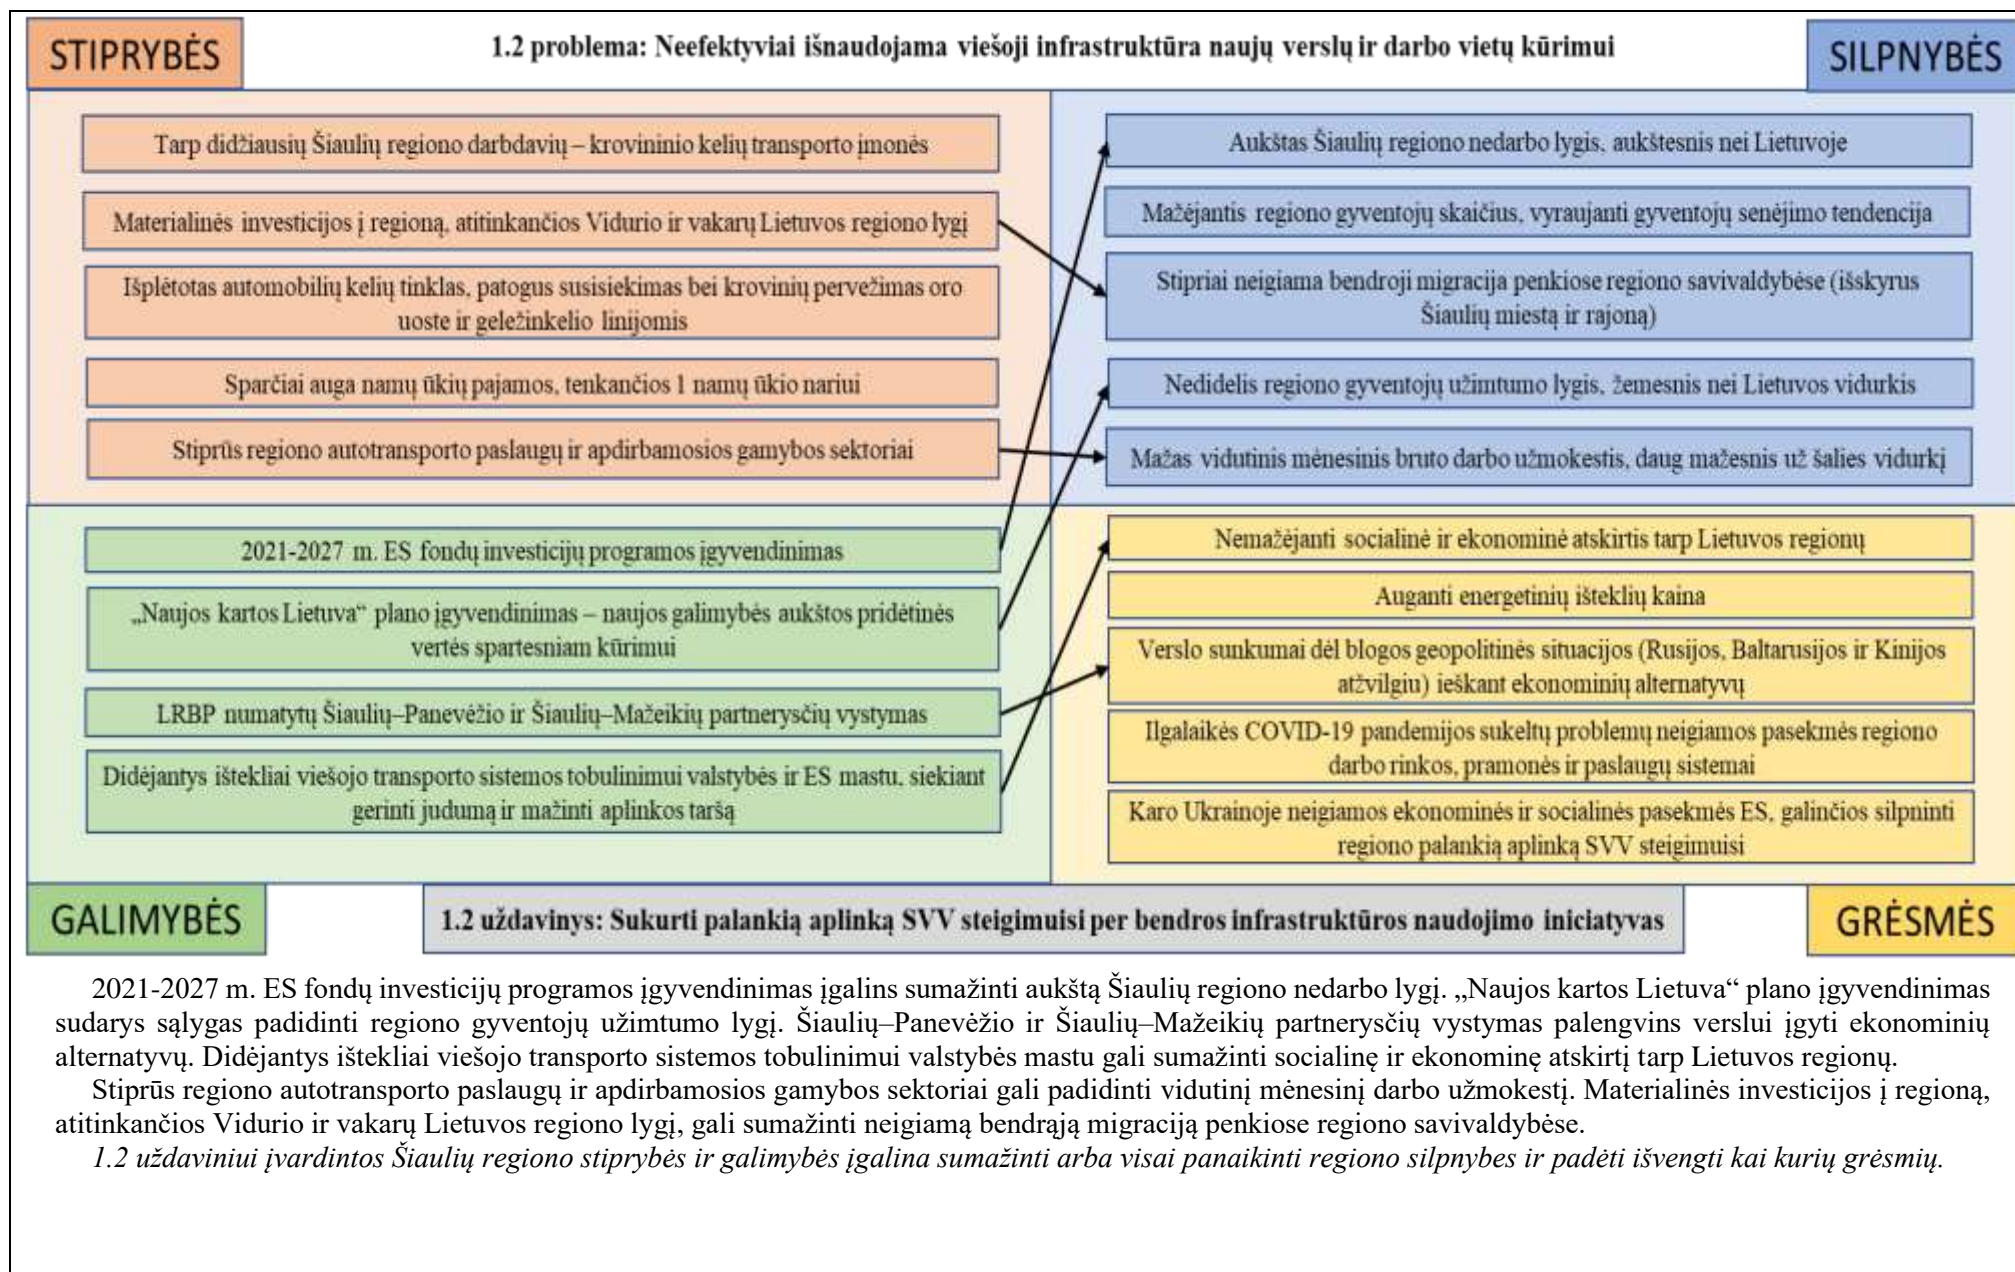 STIPRYBĖS
1.2 problema: Neefektyviai išnaudojama viešoji infrastruktūra naujų verslų ir darbo vietų kūrimui
SILPNYBĖS
Tarp didžiausių Šiaulių regiono darbdavių – krovininio kelių transporto įmonės
Materialinės investicijos į regioną, atitinkančios Vidurio ir vakarų Lietuvos regiono lygį
Išplėtotas automobilių kelių tinklas, patogus susisiekimas bei krovinių pervežimas oro
uoste ir geležinkelio linijomis
Sparčiai auga namų ūkių pajamos, tenkančios 1 namų ūkio nariui
Stiprūs regiono autotransporto paslaugų ir apdirbamosios gamybos sektoriai
Aukštas Šiaulių regiono nedarbo lygis, aukštesnis nei Lietuvoje
Mažėjantis regiono gyventojų skaičius, vyraujanti gyventojų senėjimo tendencija
Stipriai neigiama bendroji migracija penkiose regiono savivaldybėse (išskyrus
Šiaulių miestą ir rajoną)
Nedidelis regiono gyventojų užimtumo lygis, žemesnis nei Lietuvos vidurkis
Mažas vidutinis mėnesinis bruto darbo užmokestis, daug mažesnis už šalies vidurkį
2021-2027 m. ES fondų investicijų programos įgyvendinimas
„Naujos kartos Lietuva“ plano įgyvendinimas – naujos galimybės aukštos pridėtinės
vertės spartesniam kūrimui
LRBP numatytų Šiaulių–Panevėžio ir Šiaulių–Mažeikių partnerysčių vystymas
Didėjantys ištekliai viešojo transporto sistemos tobulinimui valstybės ir ES mastu, siekiant
gerinti judumą ir mažinti aplinkos taršą
Nemažėjanti socialinė ir ekonominė atskirtis tarp Lietuvos regionų
Auganti energetinių išteklių kaina
Verslo sunkumai dėl blogos geopolitinės situacijos (Rusijos, Baltarusijos ir Kinijos
atžvilgiu) ieškant ekonominių alternatyvų
Ilgalaikės COVID-19 pandemijos sukeltų problemų neigiamos pasekmės regiono
darbo rinkos, pramonės ir paslaugų sistemai
Karo Ukrainoje neigiamos ekonominės ir socialinės pasekmės ES, galinčios silpninti
regiono palankią aplinką SVV steigimuisi
GALIMYBĖS
1.2 uždavinys: Sukurti palankią aplinką SVV steigimuisi per bendros infrastruktūros naudojimo iniciatyvas
GRĖSMĖS
2021-2027 m. ES fondų investicijų programos įgyvendinimas įgalins sumažinti aukštą Šiaulių regiono nedarbo lygį. „Naujos kartos Lietuva“ plano įgyvendinimas
sudarys sąlygas padidinti regiono gyventojų užimtumo lygį. Šiaulių–Panevėžio ir Šiaulių–Mažeikių partnerysčių vystymas palengvins verslui įgyti ekonominių
alternatyvų. Didėjantys ištekliai viešojo transporto sistemos tobulinimui valstybės mastu gali sumažinti socialinę ir ekonominę atskirtį tarp Lietuvos regionų.
Stiprūs regiono autotransporto paslaugų ir apdirbamosios gamybos sektoriai gali padidinti vidutinį mėnesinį darbo užmokestį. Materialinės investicijos į regioną,
atitinkančios Vidurio ir vakarų Lietuvos regiono lygį, gali sumažinti neigiamą bendrąją migraciją penkiose regiono savivaldybėse.
1.2 uždaviniui įvardintos Šiaulių regiono stiprybės ir galimybės įgalina sumažinti arba visai panaikinti regiono silpnybes ir padėti išvengti kai kurių grėsmių.